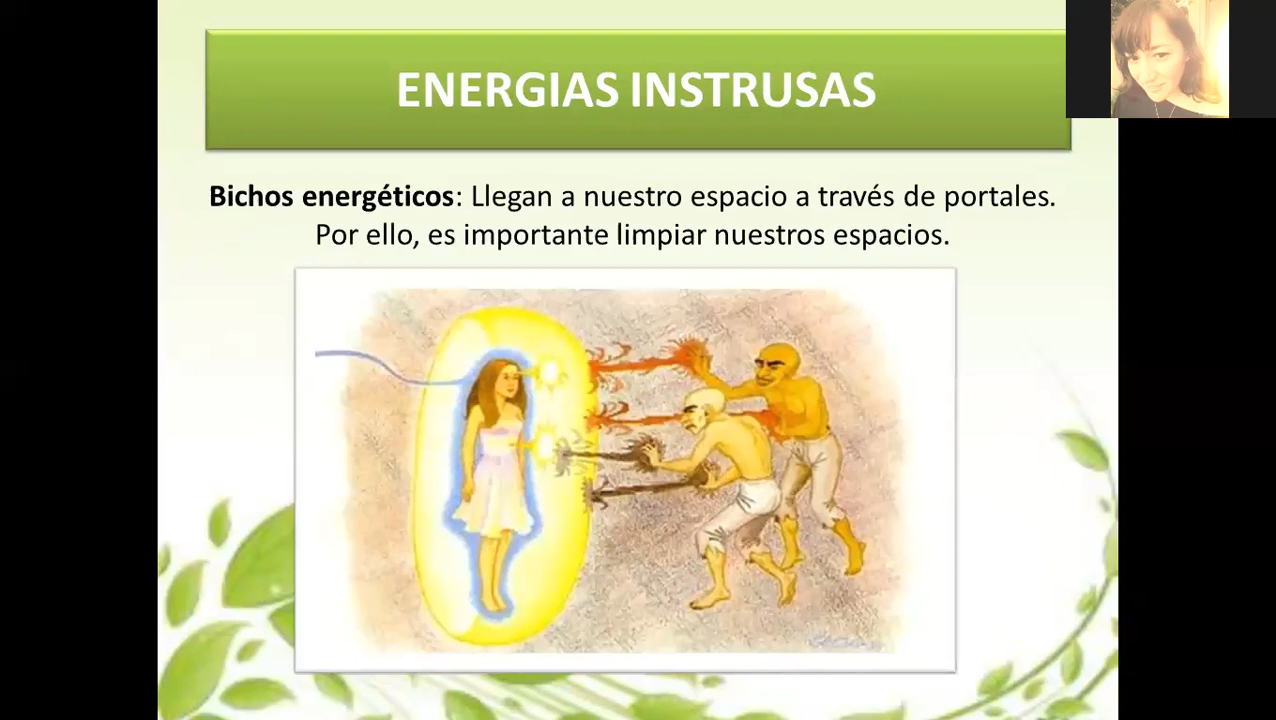 ENERGIAS INSTRUSAS
Bichos energéticos: Llegan a nuestro espacio a través de portales.
Por ello, es importante limpiar nuestros espacios.